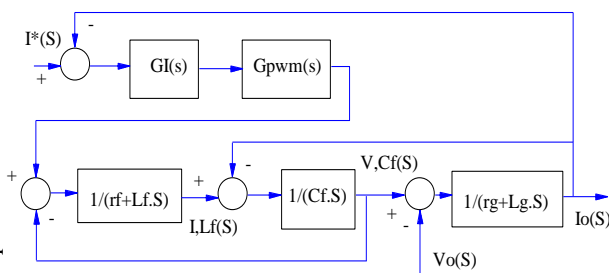 -
I*(S)
+
GI(s)
Gpwm(s)
+
-
1/(rf+Lf.S)
+
-
I,Lf(S)
1/(Cf.S)
V,Cf(S)
+
-
1/(rg+Lg.S)
Io(S)
Vo(S)